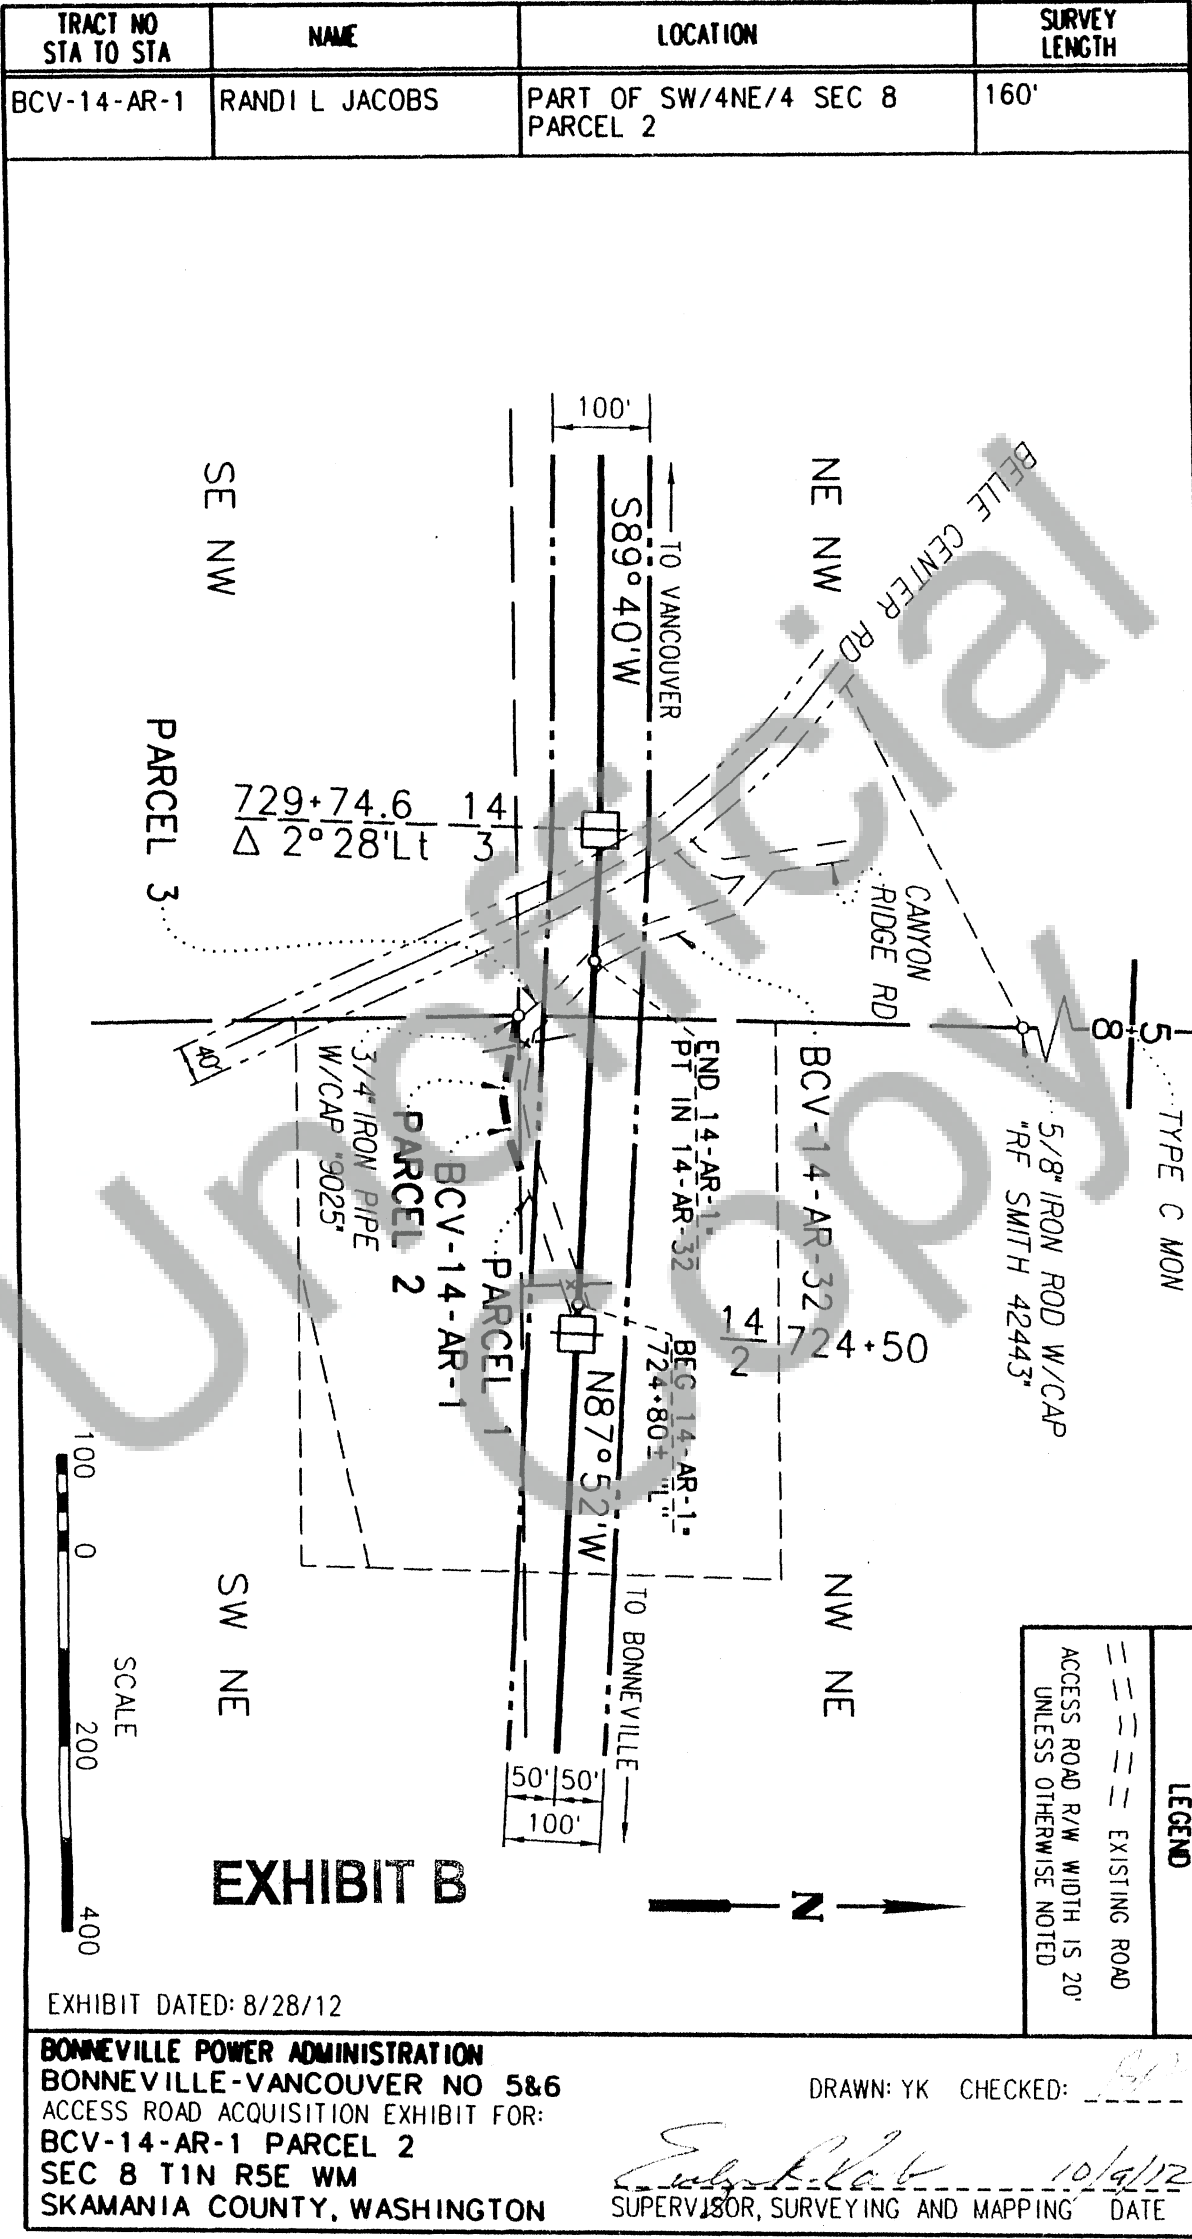 TRACT NO
STA TO STA
NAME
LOCATION
SURVEY
LENGTH
BCV-14-AR-1
RANDI L JACOBS
PART OF SW/4NE/4 SEC 8
PARCEL 2
160'
100'
SE NW
NE NW
BELLE CENTER RD
TO VANCOUVER
S89°40'W
PARCEL 3
729+74.6 14
Δ 2°28'Lt 3
CANYON
RIDGE RD
5
8
TYPE C MON
5/8" IRON ROD W/CAP
"RF SMITH 42443"
40'
3/4" IRON PIPE
W/CAP "9025"
PARCEL 2
BCV-14-AR-1
PARCEL 1
END 14-AR-1=
PT IN 14-AR-32
BCV-14-AR-32
14
2
724+50
BEG 14-AR-1=
724+80± "L"
N87°52'W
SW NE
NW NE
TO BONNEVILLE
50' 50'
100'
100 0 200 400
SCALE
LEGEND
EXISTING ROAD
ACCESS ROAD R/W WIDTH IS 20'
UNLESS OTHERWISE NOTED
N
EXHIBIT B
EXHIBIT DATED: 8/28/12
BONNEVILLE POWER ADMINISTRATION
BONNEVILLE-VANCOUVER NO 5&6
ACCESS ROAD ACQUISITION EXHIBIT FOR:
BCV-14-AR-1 PARCEL 2
SEC 8 T1N R5E WM
SKAMANIA COUNTY, WASHINGTON
DRAWN: YK CHECKED:
10/9/12
SUPERVISOR, SURVEYING AND MAPPING DATE
Unofficial
Copy